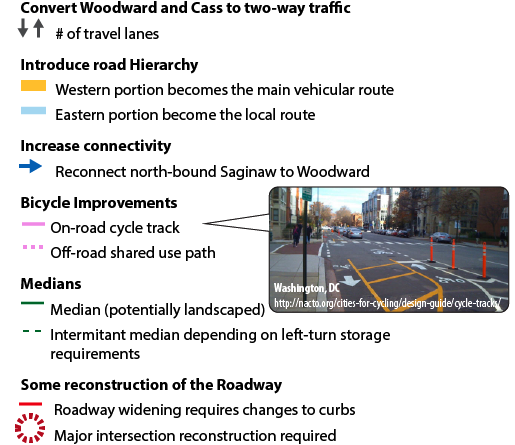 Convert Woodward and Cass to two-way traffic
# of travel lanes
Introduce road Hierarchy
Western portion becomes the main vehicular route
Eastern portion become the local route
Increase connectivity
Reconnect north-bound Saginaw to Woodward
Bicycle Improvements
On-road cycle track
Off-road shared use path
Washington, DC
http://nacto.org/cities-for-cycling/design-guide/cycle-tracks/
Medians
Median (potentially landscaped)
Intermitant median depending on left-turn storage
requirements
Some reconstruction of the Roadway
Roadway widening requires changes to curbs
Major intersection reconstruction required